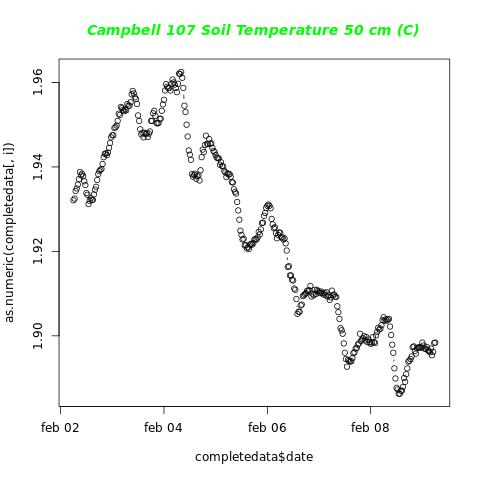 Campbell 107 Soil Temperature 50 cm (C)
as.numeric(completedata[, i])
1.96
1.94
1.92
1.90
feb 02 feb 04 feb 06 feb 08
completedata$date